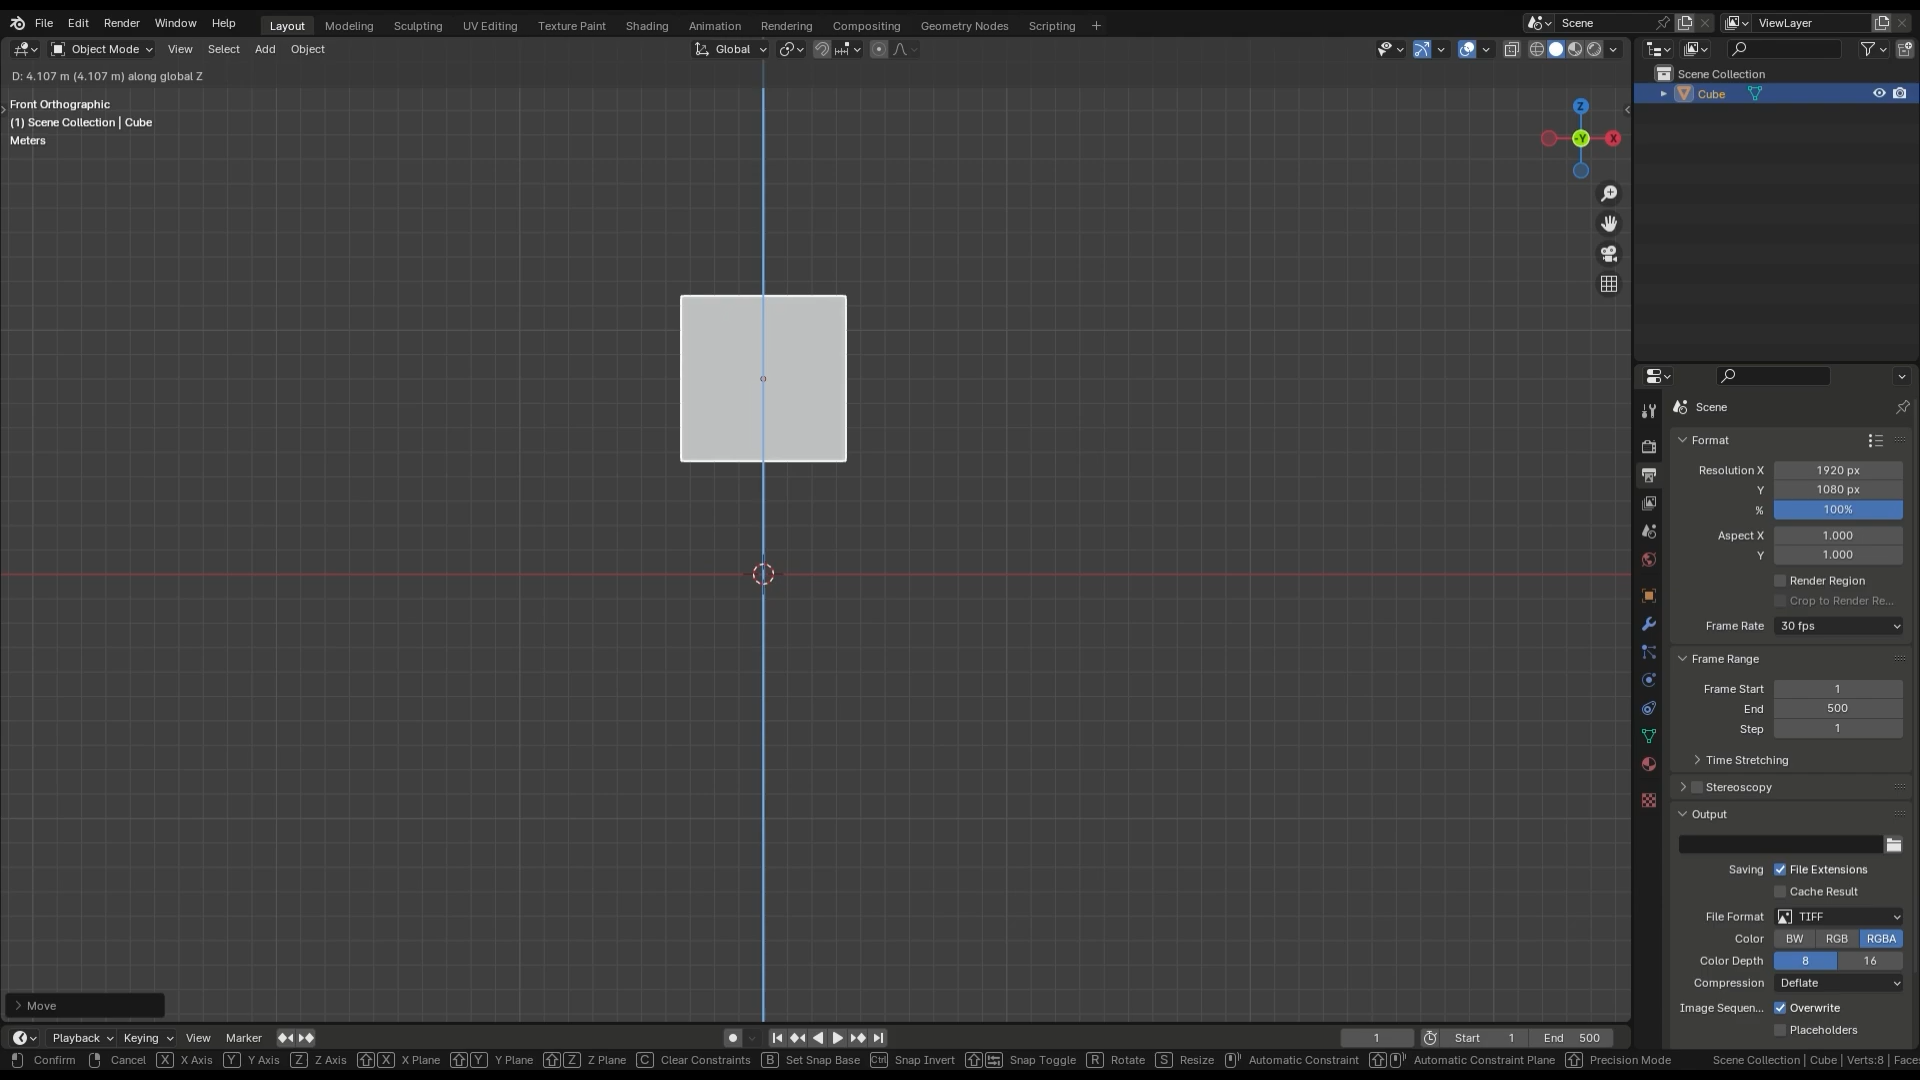 File Edit Render Window Help Layout Modeling Sculpting UV Editing Texture Paint Shading Animation Rendering Compositing Geometry Nodes Scripting + Scene ViewLayer
Object Mode View Select Add Object Global
D: 4.107 m (4.107 m) along global Z
Front Orthographic
(1) Scene Collection | Cube
Meters
Z
-Y
X
Scene Collection
Cube
Scene
Format
Resolution X 1920 px
Y 1080 px
% 100%
Aspect X 1.000
Y 1.000
Render Region
Crop to Render Re...
Frame Rate 30 fps
Frame Range
Frame Start 1
End 500
Step 1
Time Stretching
Stereoscopy
Output
Saving File Extensions
Cache Result
File Format TIFF
Color BW RGB RGBA
Color Depth 8 16
Compression Deflate
Image Sequen... Overwrite
Placeholders
Move
Playback Keying View Marker 1 Start 1 End 500
Confirm Cancel X X Axis Y Y Axis Z Z Axis X X Plane Y Y Plane Z Z Plane C Clear Constraints B Set Snap Base Ctrl Snap Invert Snap Toggle R Rotate S Resize Automatic Constraint Automatic Constraint Plane Precision Mode Scene Collection | Cube | Verts:8 | Faces